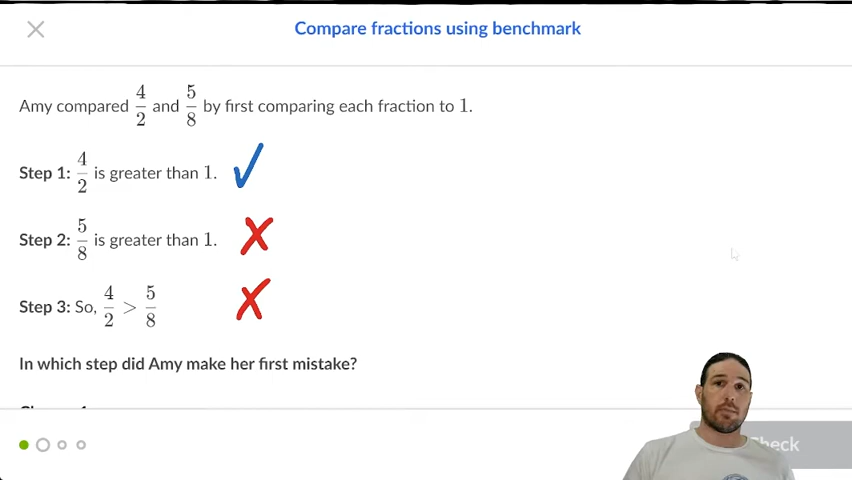 Compare fractions using benchmark
Amy compared 4/2 and 5/8 by first comparing each fraction to 1.
Step 1: 4/2 is greater than 1.
Step 2: 5/8 is greater than 1.
Step 3: So, 4/2 > 5/8
In which step did Amy make her first mistake?
Check